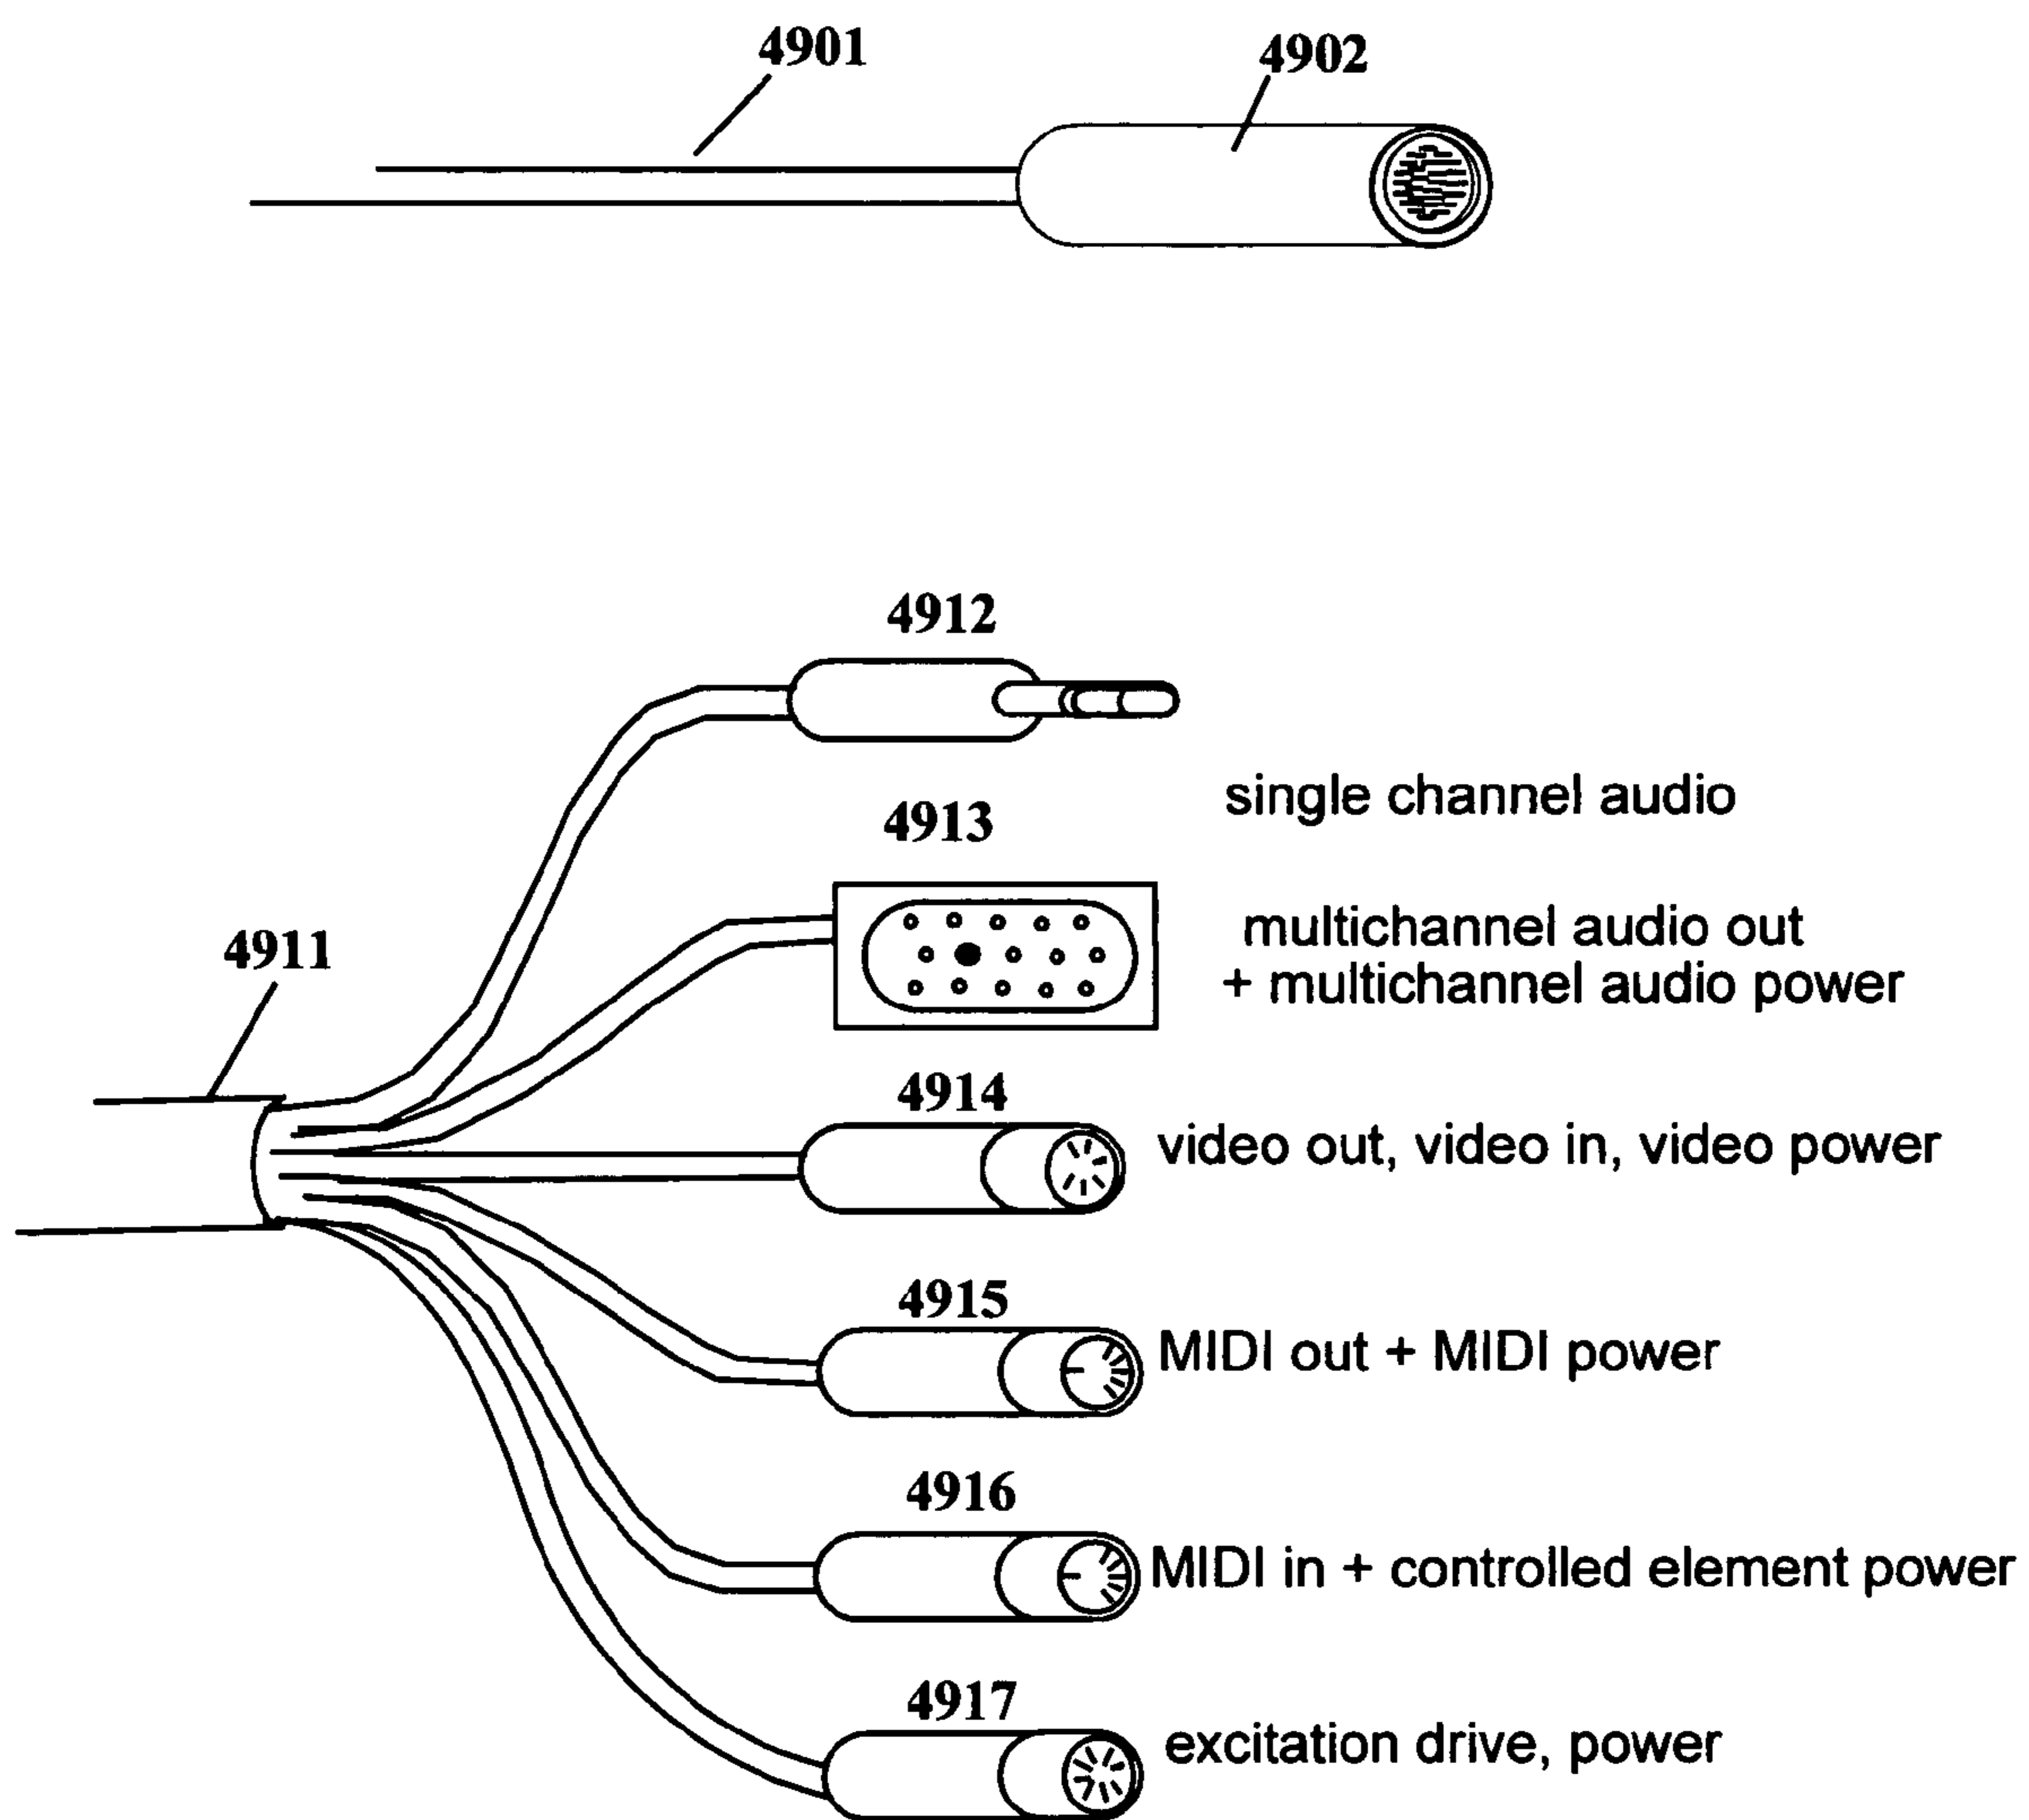 4901
4902
4912
single channel audio
4913
multichannel audio out
+ multichannel audio power
4911
4914
video out, video in, video power
4915
MIDI out + MIDI power
4916
MIDI in + controlled element power
4917
excitation drive, power